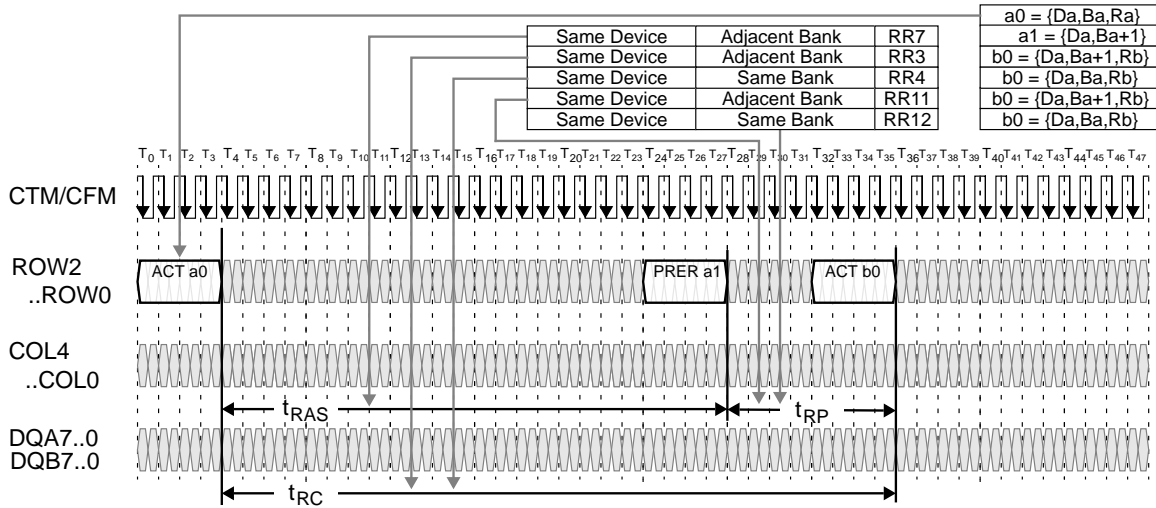 a0 = {Da,Ba,Ra}
Same Device Adjacent Bank RR7 a1 = {Da,Ba+1}
Same Device Adjacent Bank RR3 b0 = {Da,Ba+1,Rb}
Same Device Same Bank RR4 b0 = {Da,Ba,Rb}
Same Device Adjacent Bank RR11 b0 = {Da,Ba+1,Rb}
Same Device Same Bank RR12 b0 = {Da,Ba,Rb}
T0 T1 T2 T3 T4 T5 T6 T7 T8 T9 T10 T11 T12 T13 T14 T15 T16 T17 T18 T19 T20 T21 T22 T23 T24 T25 T26 T27 T28 T29 T30 T31 T32 T33 T34 T35 T36 T37 T38 T39 T40 T41 T42 T43 T44 T45 T46 T47
CTM/CFM
ROW2 ACT a0 PRER a1 ACT b0
..ROW0
COL4
..COL0
tRAS tRP
DQA7..0
DQB7..0
tRC